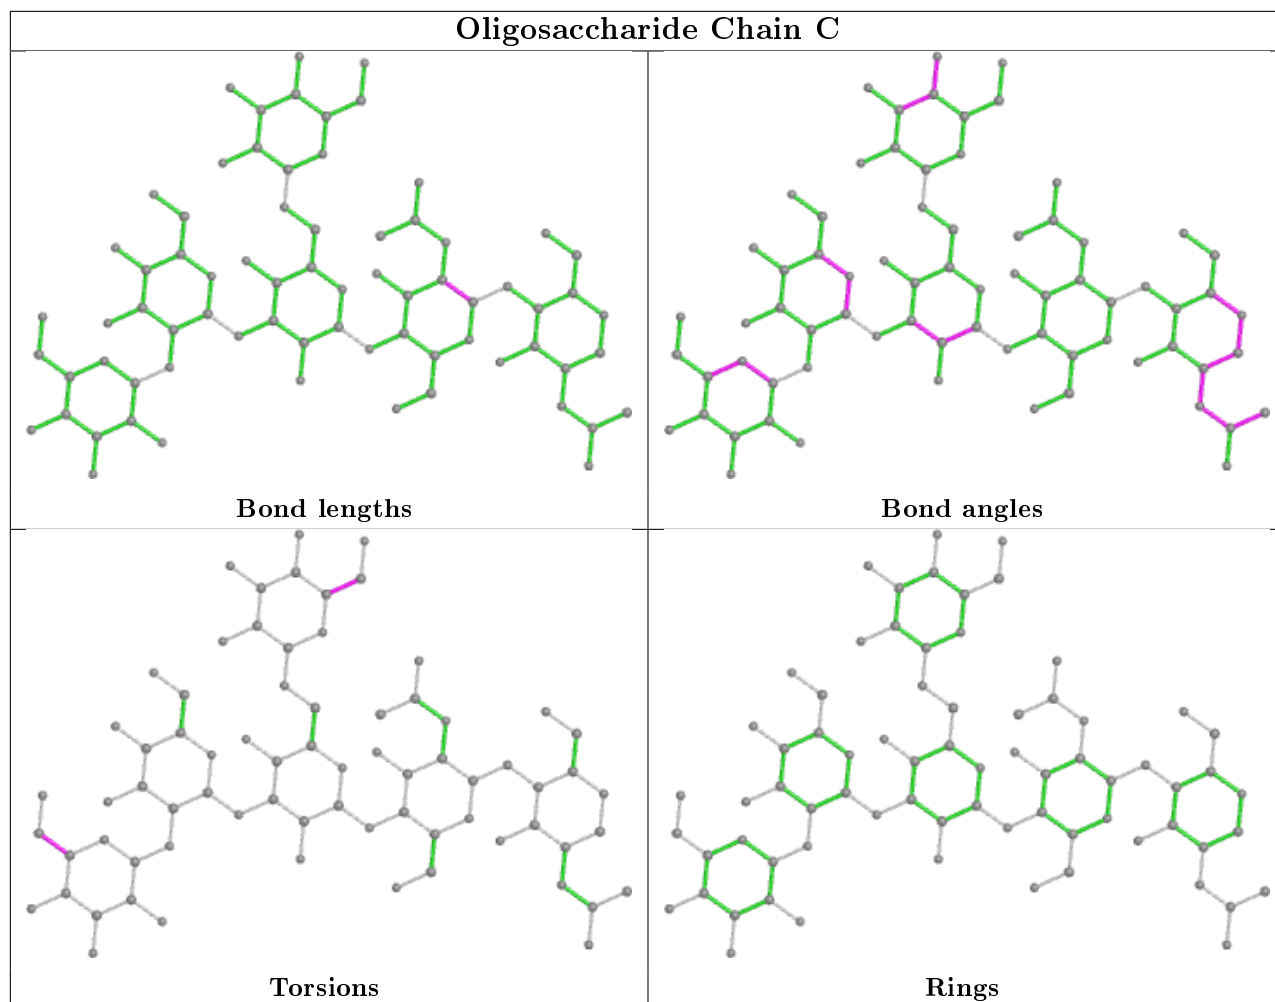 Oligosaccharide Chain C
Bond lengths
Bond angles
Torsions
Rings